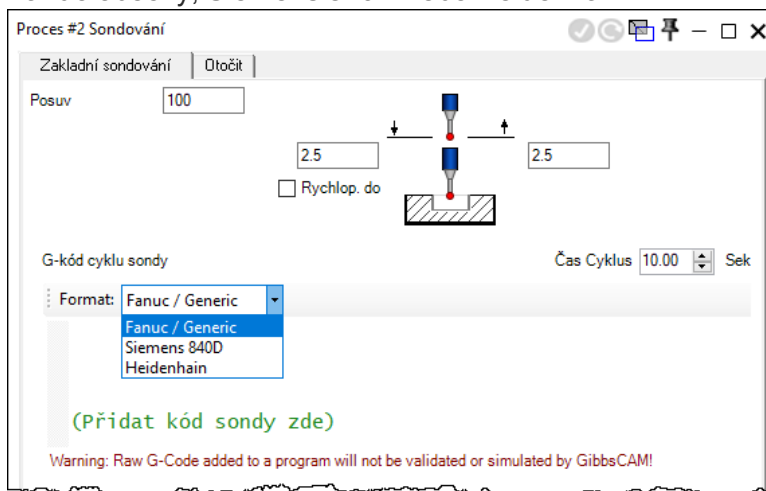 Proces #2 Sondování
Zakladní sondování Otočit
Posuv 100
2.5 2.5
Rychlop. do
G-kód cyklu sondy Čas Cyklus 10.00 Sek
Format: Fanuc / Generic
Fanuc / Generic
Siemens 840D
Heidenhain
(Přidat kód sondy zde)
Warning: Raw G-Code added to a program will not be validated or simulated by GibbsCAM!